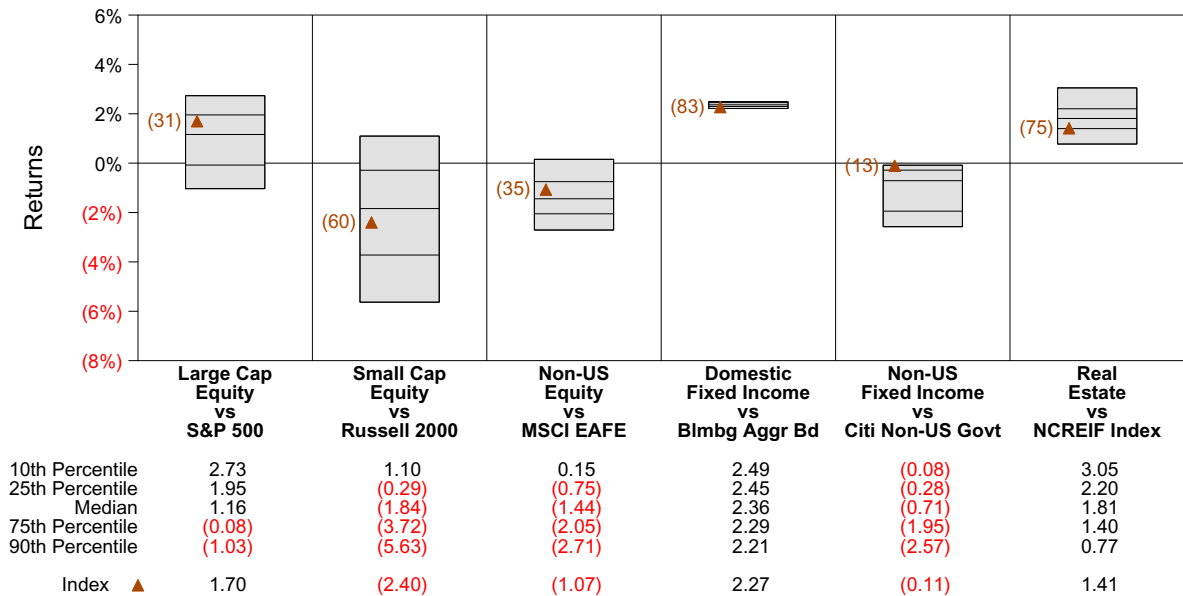 6%
4%
2%
0%
(2%)
(4%)
(6%)
(8%)
Returns
(31)
(60)
(35)
(83)
(13)
(75)
Large Cap
Equity
vs
S&P 500
Small Cap
Equity
vs
Russell 2000
Non-US
Equity
vs
MSCI EAFE
Domestic
Fixed Income
vs
Blmbg Aggr Bd
Non-US
Fixed Income
vs
Citi Non-US Govt
Real
Estate
vs
NCREIF Index
10th Percentile 2.73 1.10 0.15 2.49 (0.08) 3.05
25th Percentile 1.95 (0.29) (0.75) 2.45 (0.28) 2.20
Median 1.16 (1.84) (1.44) 2.36 (0.71) 1.81
75th Percentile (0.08) (3.72) (2.05) 2.29 (1.95) 1.40
90th Percentile (1.03) (5.63) (2.71) 2.21 (2.57) 0.77
Index 1.70 (2.40) (1.07) 2.27 (0.11) 1.41